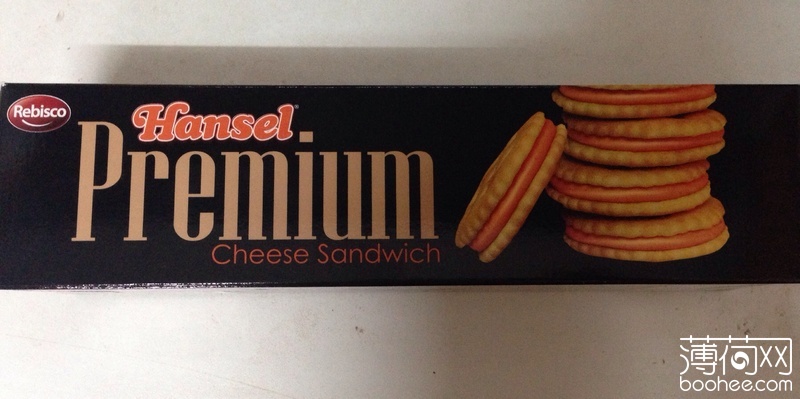 Rebisco
Hansel
Premium
Cheese Sandwich
薄荷网
boohee.com